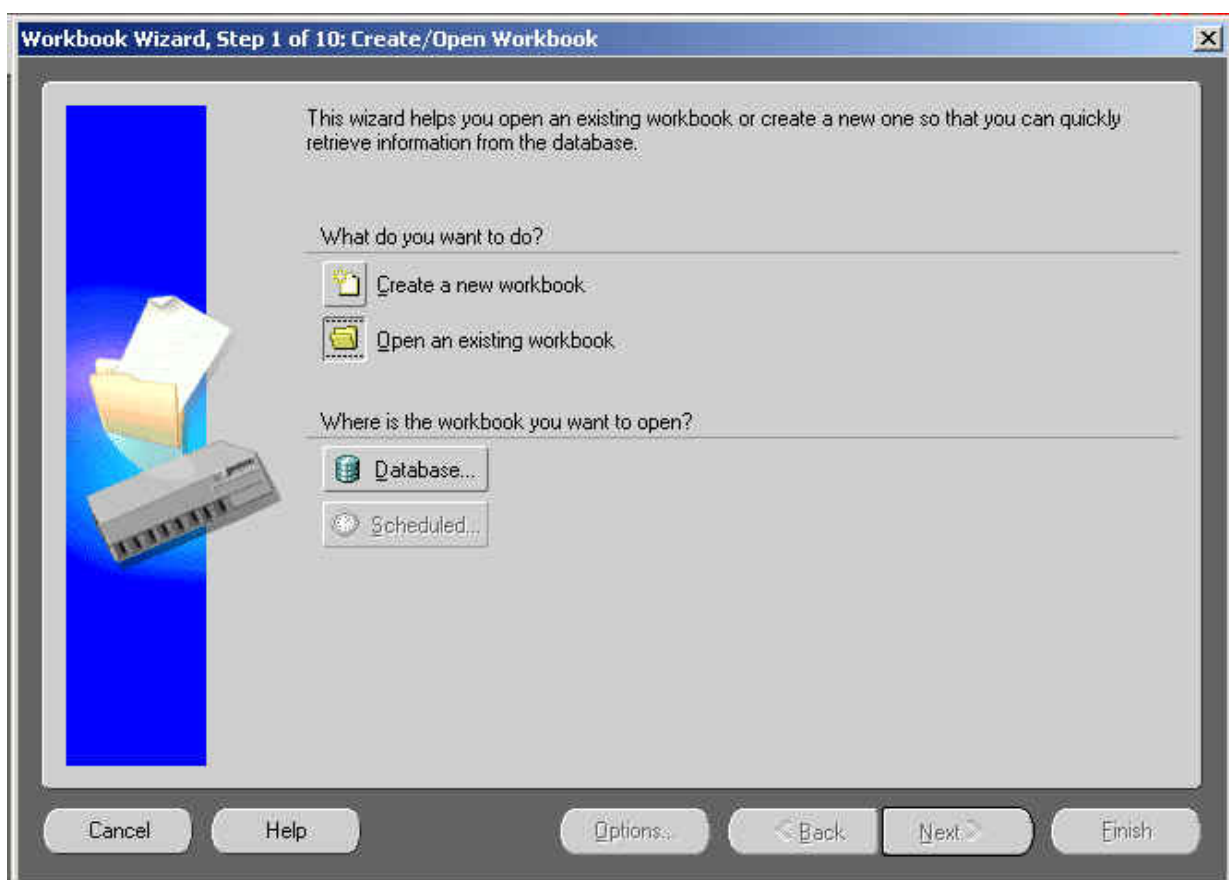 Workbook Wizard, Step 1 of 10: Create/Open Workbook
This wizard helps you open an existing workbook or create a new one so that you can quickly
retrieve information from the database.
What do you want to do?
Create a new workbook
Open an existing workbook
Where is the workbook you want to open?
Database...
Scheduled...
Cancel
Help
Options...
< Back
Next >
Finish